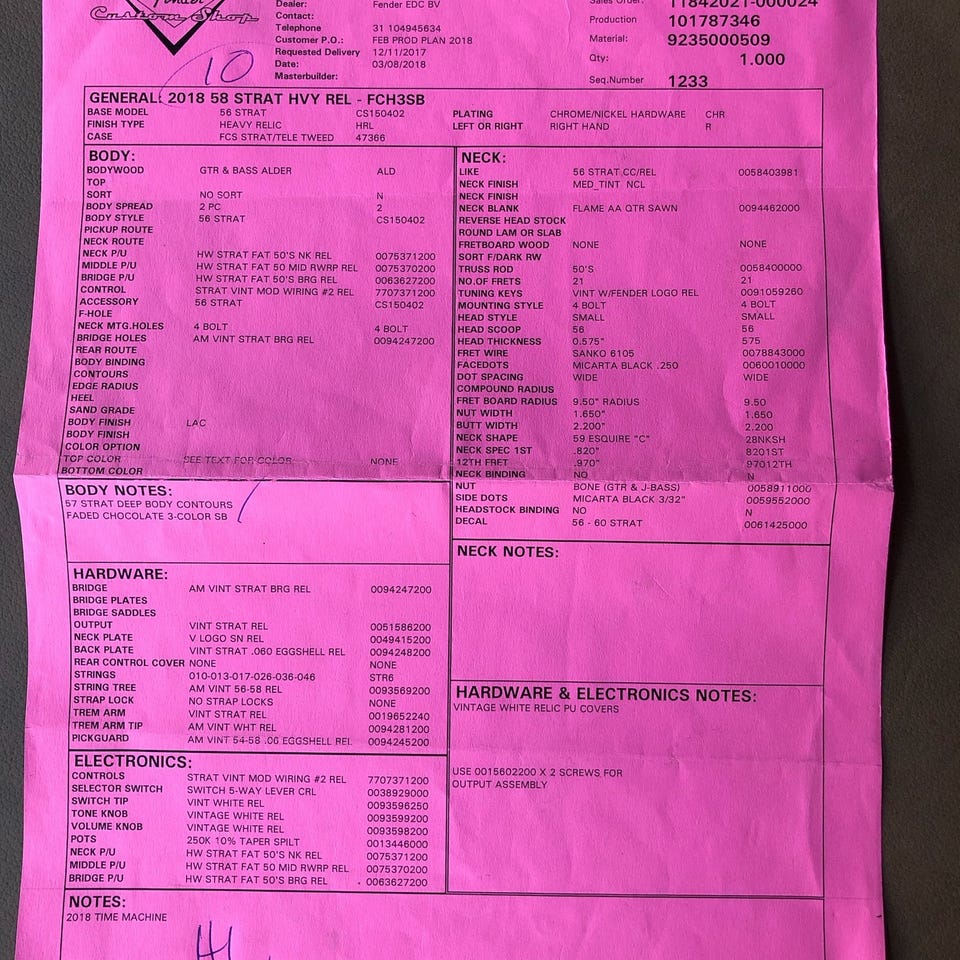 Fender
Custom Shop
Dealer: Fender EDC BV
Contact:
Telephone 31 104945634
Customer P.O.: FEB PROD PLAN 2018
Requested Delivery 12/11/2017
Date: 03/08/2018
Masterbuilder:
Sales Order: 11842021-000024
Production 101787346
Material: 9235000509
Qty: 1.000
Seq.Number 1233
10
GENERAL: 2018 58 STRAT HVY REL - FCH3SB
BASE MODEL 56 STRAT CS150402 PLATING CHROME/NICKEL HARDWARE CHR
FINISH TYPE HEAVY RELIC HRL LEFT OR RIGHT RIGHT HAND R
CASE FCS STRAT/TELE TWEED 47366
BODY:
BODYWOOD GTR & BASS ALDER ALD
TOP
SORT NO SORT N
BODY SPREAD 2 PC 2
BODY STYLE 56 STRAT CS150402
PICKUP ROUTE
NECK ROUTE
NECK P/U HW STRAT FAT 50'S NK REL 0075371200
MIDDLE P/U HW STRAT FAT 50 MID RWRP REL 0075370200
BRIDGE P/U HW STRAT FAT 50'S BRG REL 0063627200
CONTROL STRAT VINT MOD WIRING #2 REL 7707371200
ACCESSORY 56 STRAT CS150402
F-HOLE
NECK MTG.HOLES 4 BOLT 4 BOLT
BRIDGE HOLES AM VINT STRAT BRG REL 0094247200
REAR ROUTE
BODY BINDING
CONTOURS
EDGE RADIUS
HEEL
SAND GRADE
BODY FINISH LAC
BODY FINISH
COLOR OPTION
TOP COLOR SEE TEXT FOR COLOR NONE
BOTTOM COLOR
BODY NOTES:
57 STRAT DEEP BODY CONTOURS
FADED CHOCOLATE 3-COLOR SB
HARDWARE:
BRIDGE AM VINT STRAT BRG REL 0094247200
BRIDGE PLATES
BRIDGE SADDLES
OUTPUT VINT STRAT REL 0051586200
NECK PLATE V LOGO SN REL 0049415200
BACK PLATE VINT STRAT .060 EGGSHELL REL 0094248200
REAR CONTROL COVER NONE NONE
STRINGS 010-013-017-026-036-046 STR6
STRING TREE AM VINT 56-58 REL 0093569200
STRAP LOCK NO STRAP LOCKS NONE
TREM ARM VINT STRAT REL 0019652240
TREM ARM TIP AM VINT WHT REL 0094281200
PICKGUARD AM VINT 54-58 .06 EGGSHELL REL 0094245200
ELECTRONICS:
CONTROLS STRAT VINT MOD WIRING #2 REL 7707371200
SELECTOR SWITCH SWITCH 5-WAY LEVER CRL 0038929000
SWITCH TIP VINT WHITE REL 0093596250
TONE KNOB VINTAGE WHITE REL 0093599200
VOLUME KNOB VINTAGE WHITE REL 0093598200
POTS 250K 10% TAPER SPILT 0013446000
NECK P/U HW STRAT FAT 50'S NK REL 0075371200
MIDDLE P/U HW STRAT FAT 50 MID RWRP REL 0075370200
BRIDGE P/U HW STRAT FAT 50'S BRG REL 0063627200
NECK:
LIKE 56 STRAT CC/REL 0058403981
NECK FINISH MED_TINT NCL
NECK FINISH
NECK BLANK FLAME AA QTR SAWN 0094462000
REVERSE HEAD STOCK
ROUND LAM OR SLAB
FRETBOARD WOOD NONE NONE
SORT F/DARK RW
TRUSS ROD 50'S 0058400000
NO.OF FRETS 21 21
TUNING KEYS VINT W/FENDER LOGO REL 0091059260
MOUNTING STYLE 4 BOLT 4 BOLT
HEAD STYLE SMALL SMALL
HEAD SCOOP 56 56
HEAD THICKNESS 0.575" 575
FRET WIRE SANKO 6105 0078843000
FACEDOTS MICARTA BLACK .250 0060010000
DOT SPACING WIDE WIDE
COMPOUND RADIUS
FRET BOARD RADIUS 9.50" RADIUS 9.50
NUT WIDTH 1.650" 1.650
BUTT WIDTH 2.200" 2.200
NECK SHAPE 59 ESQUIRE "C" 28NKSH
NECK SPEC 1ST .820" 8201ST
12TH FRET .970" 97012TH
NECK BINDING NO N
NUT BONE (GTR & J-BASS) 0058911000
SIDE DOTS MICARTA BLACK 3/32" 0059552000
HEADSTOCK BINDING NO N
DECAL 56 - 60 STRAT 0061425000
NECK NOTES:
HARDWARE & ELECTRONICS NOTES:
VINTAGE WHITE RELIC PU COVERS
USE 0015602200 X 2 SCREWS FOR
OUTPUT ASSEMBLY
NOTES:
2018 TIME MACHINE